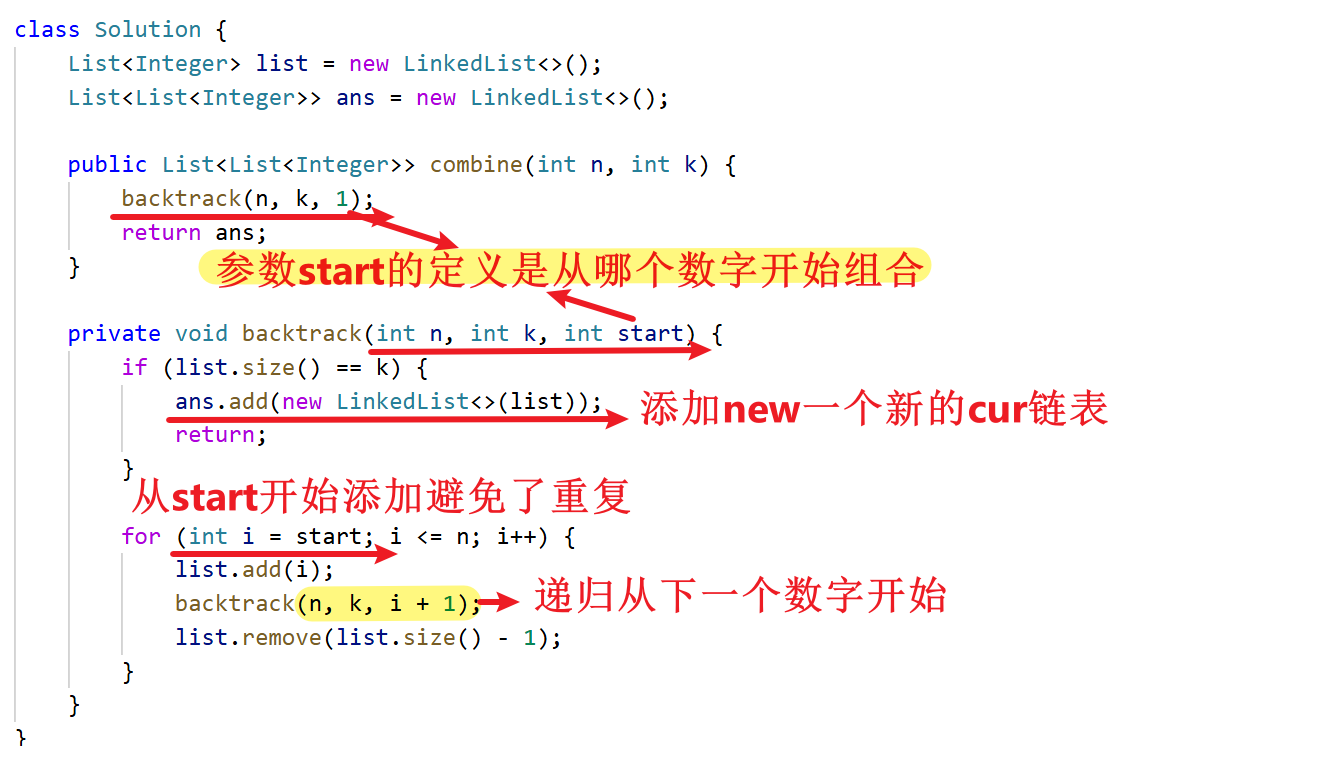 class Solution {
List<Integer> list = new LinkedList<>();
List<List<Integer>> ans = new LinkedList<>();
public List<List<Integer>> combine(int n, int k) {
backtrack(n, k, 1);
return ans;
}
参数start的定义是从哪个数字开始组合
private void backtrack(int n, int k, int start) {
if (list.size() == k) {
ans.add(new LinkedList<>(list));
添加new一个新的cur链表
return;
}
从start开始添加避免了重复
for (int i = start; i <= n; i++) {
list.add(i);
backtrack(n, k, i + 1);
递归从下一个数字开始
list.remove(list.size() - 1);
}
}
}